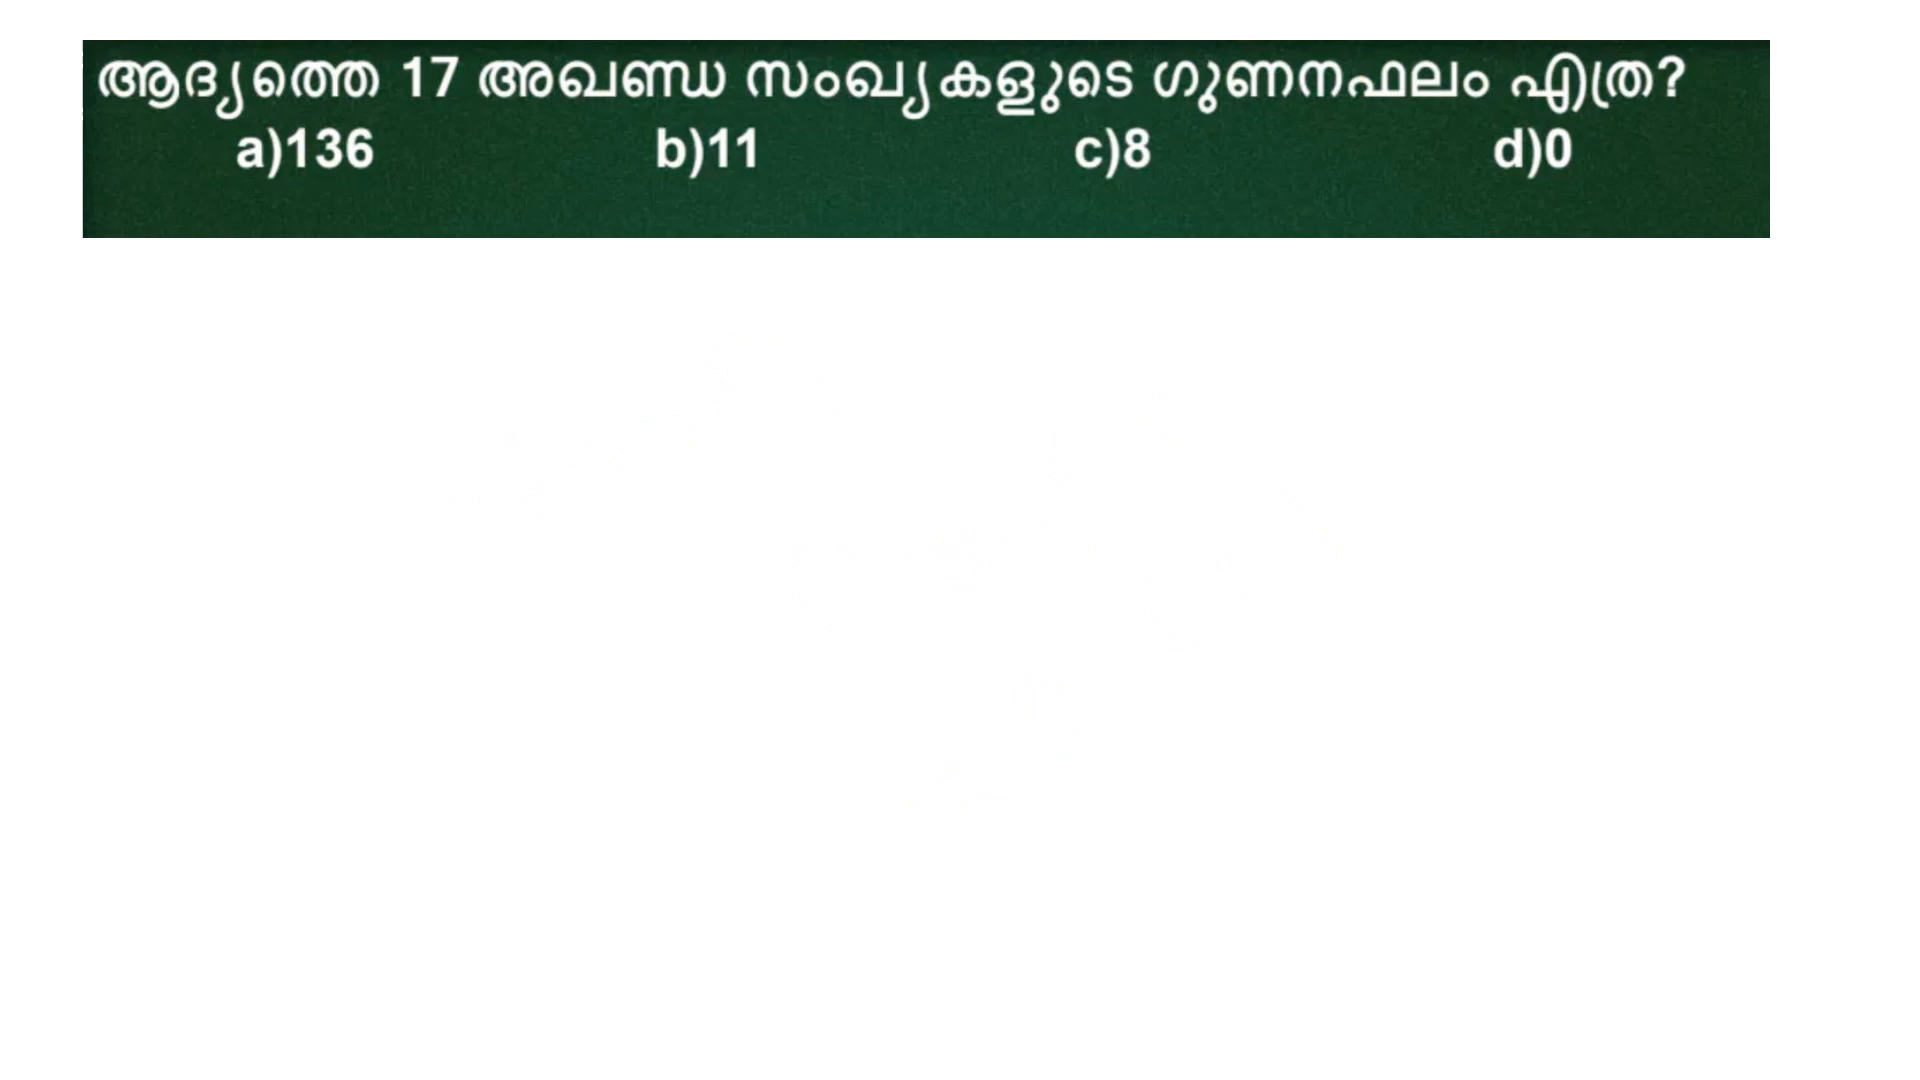 ആദ്യത്തെ 17 അഖണ്ഡ സംഖ്യകളുടെ ഗുണനഫലം എത്ര?
a)136 b)11 c)8 d)0